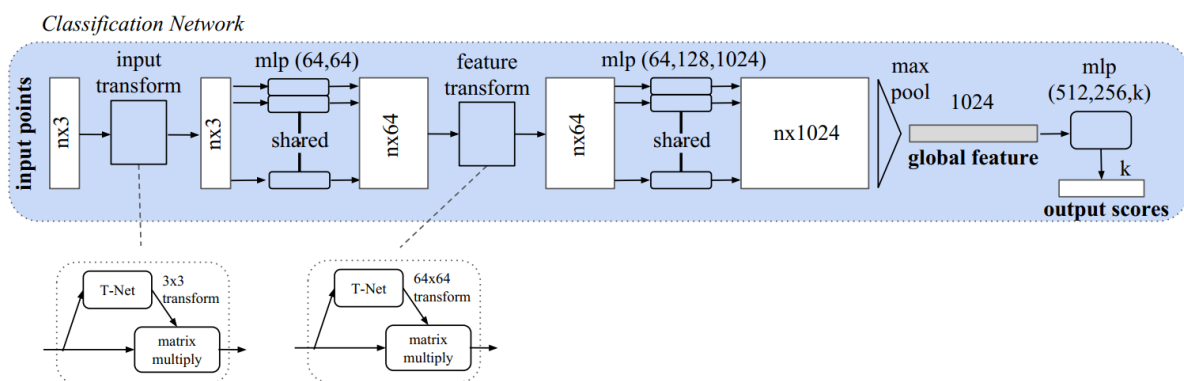 Classification Network
input points
nx3
input
transform
nx3
mlp (64,64)
shared
nx64
feature
transform
nx64
mlp (64,128,1024)
shared
nx1024
max
pool
1024
global feature
mlp
(512,256,k)
k
output scores
T-Net
3x3
transform
matrix
multiply
T-Net
64x64
transform
matrix
multiply